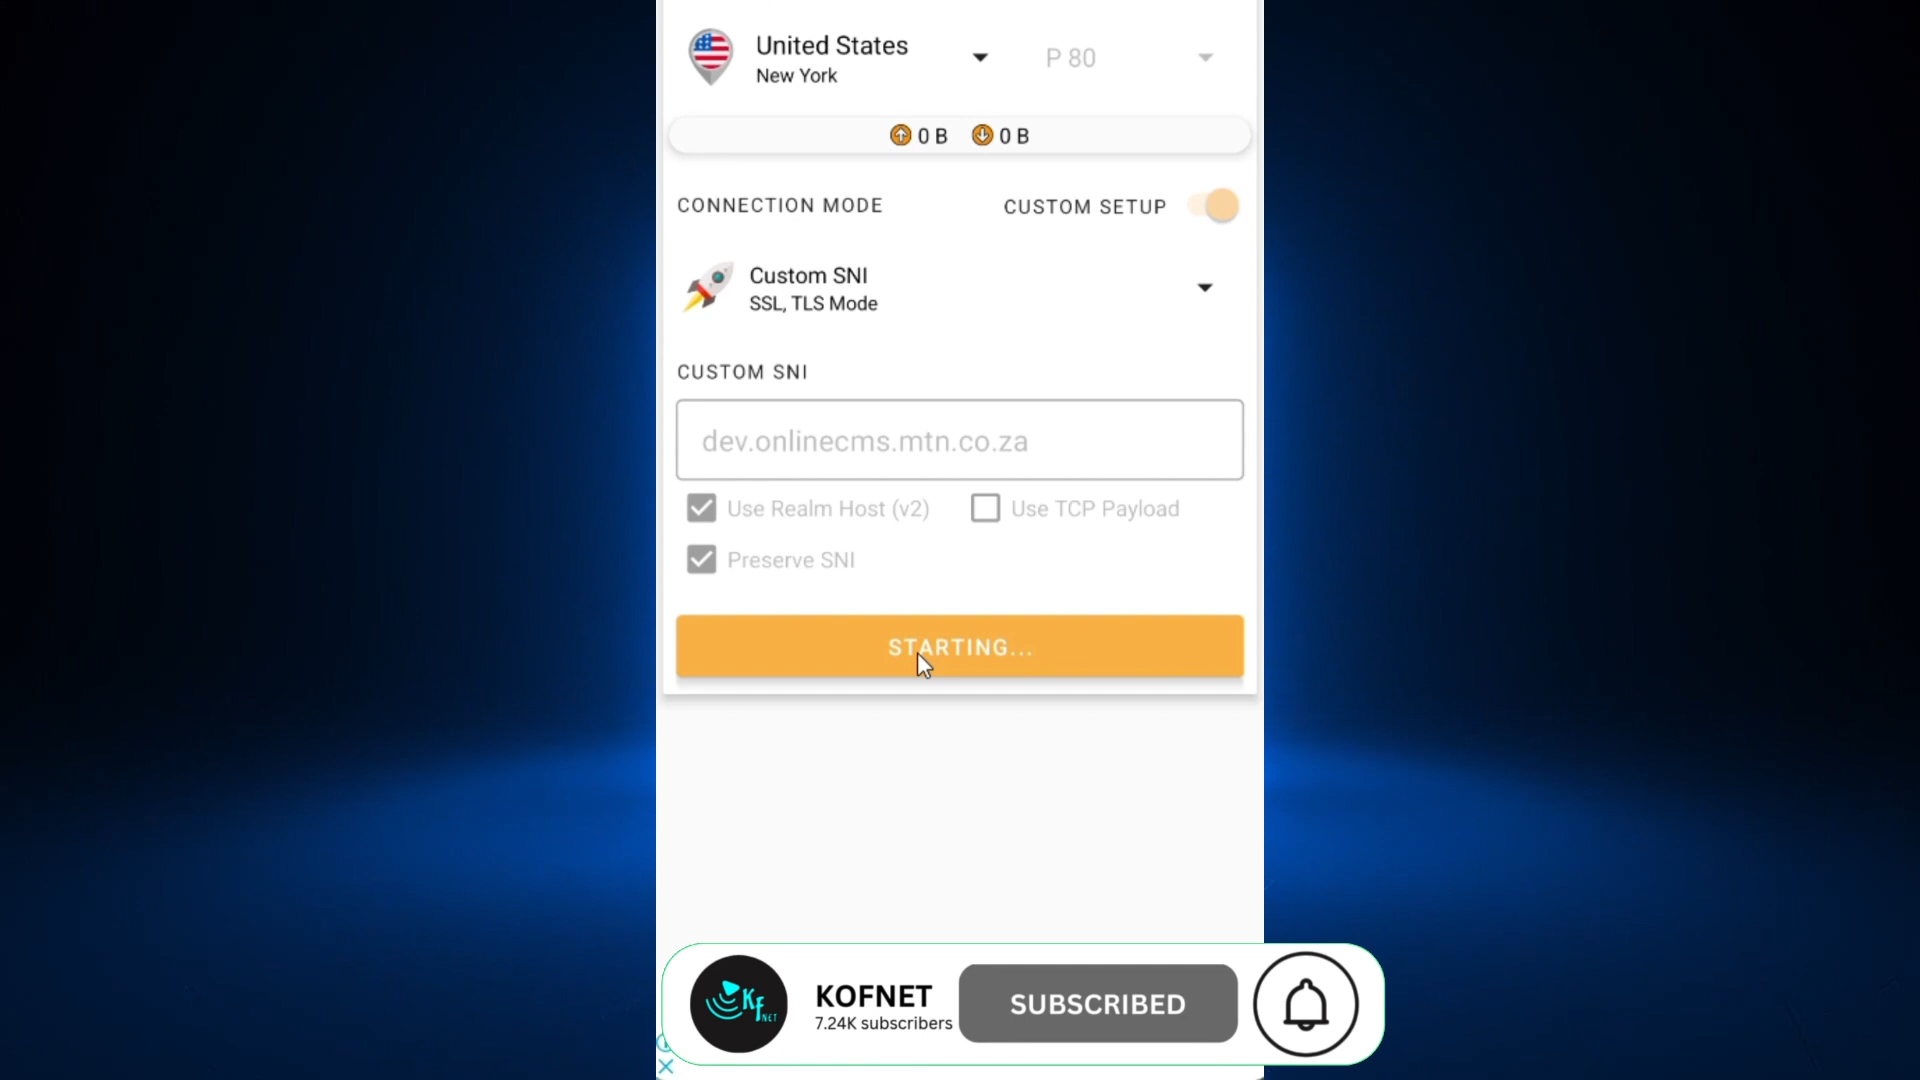 United States
New York
P 80
0 B 0 B
CONNECTION MODE
CUSTOM SETUP
Custom SNI
SSL, TLS Mode
CUSTOM SNI
dev.onlinecms.mtn.co.za
Use Realm Host (v2)
Use TCP Payload
Preserve SNI
STARTING...
KF
NET
KOFNET
7.24K subscribers
SUBSCRIBED